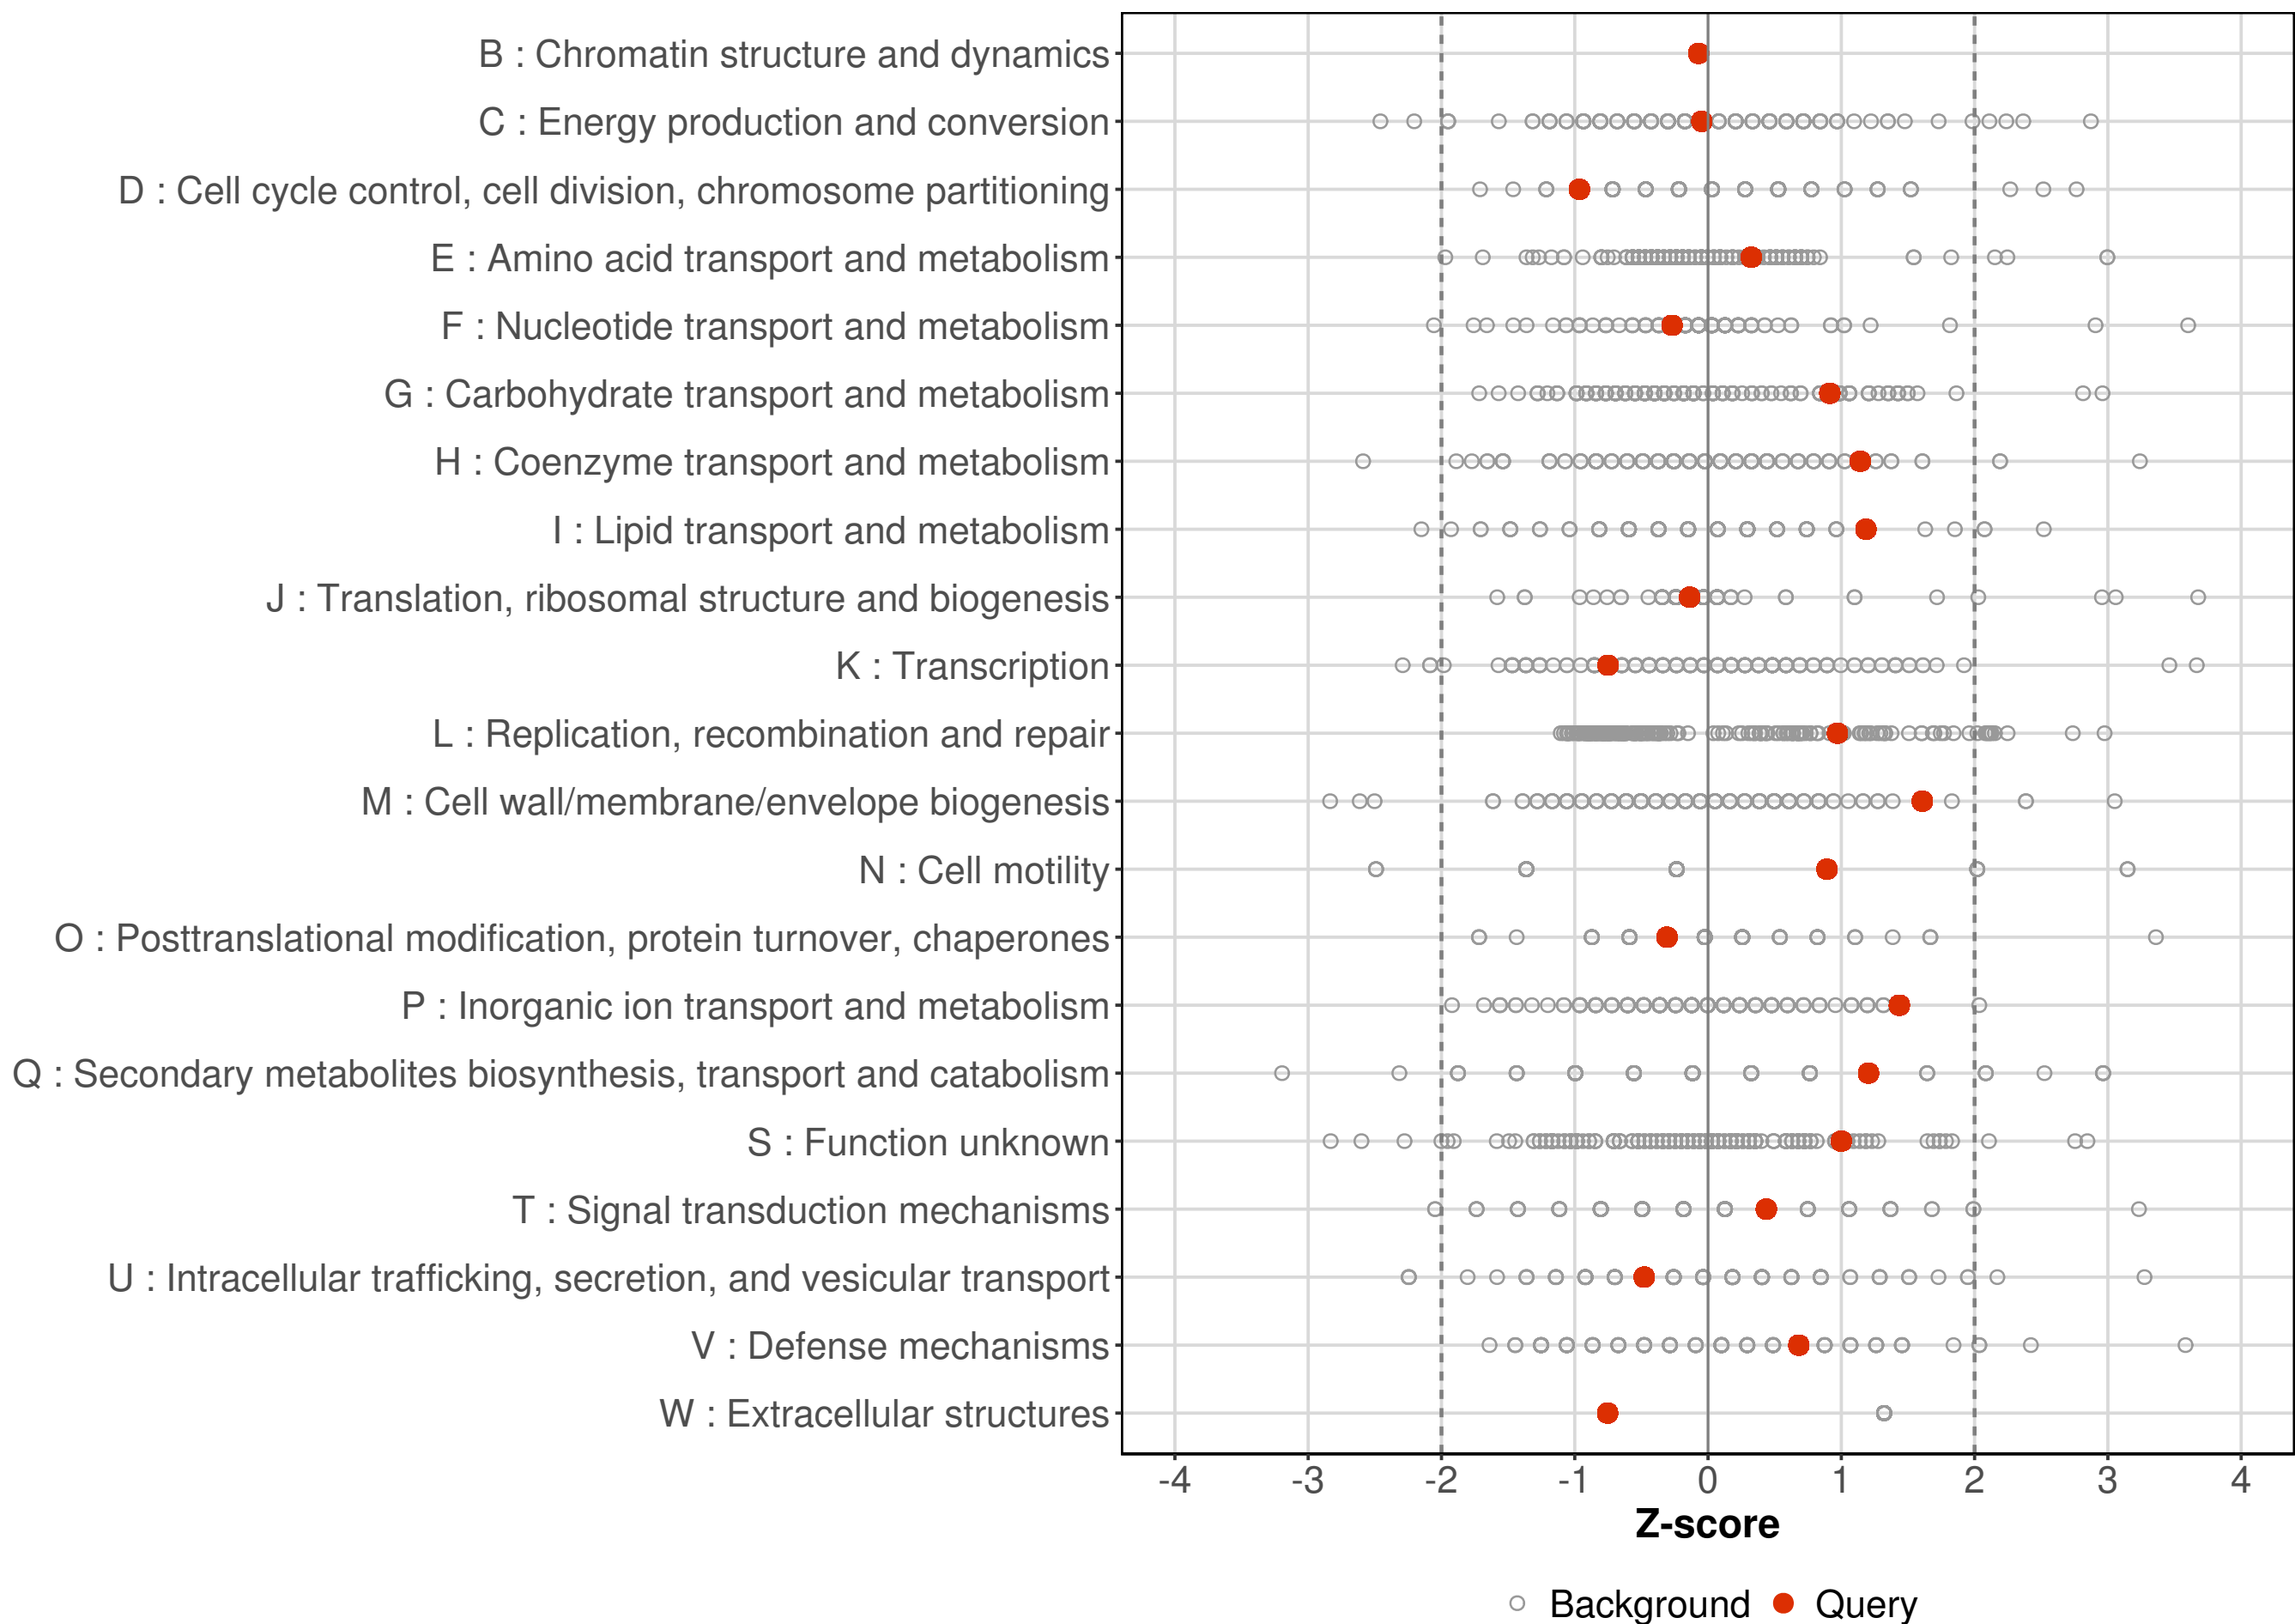 B : Chromatin structure and dynamics
C : Energy production and conversion
D : Cell cycle control, cell division, chromosome partitioning
E : Amino acid transport and metabolism
F : Nucleotide transport and metabolism
G : Carbohydrate transport and metabolism
H : Coenzyme transport and metabolism
I : Lipid transport and metabolism
J : Translation, ribosomal structure and biogenesis
K : Transcription
L : Replication, recombination and repair
M : Cell wall/membrane/envelope biogenesis
N : Cell motility
O : Posttranslational modification, protein turnover, chaperones
P : Inorganic ion transport and metabolism
Q : Secondary metabolites biosynthesis, transport and catabolism
S : Function unknown
T : Signal transduction mechanisms
U : Intracellular trafficking, secretion, and vesicular transport
V : Defense mechanisms
W : Extracellular structures
-4 -3 -2 -1 0 1 2 3 4
Z-score
Background Query